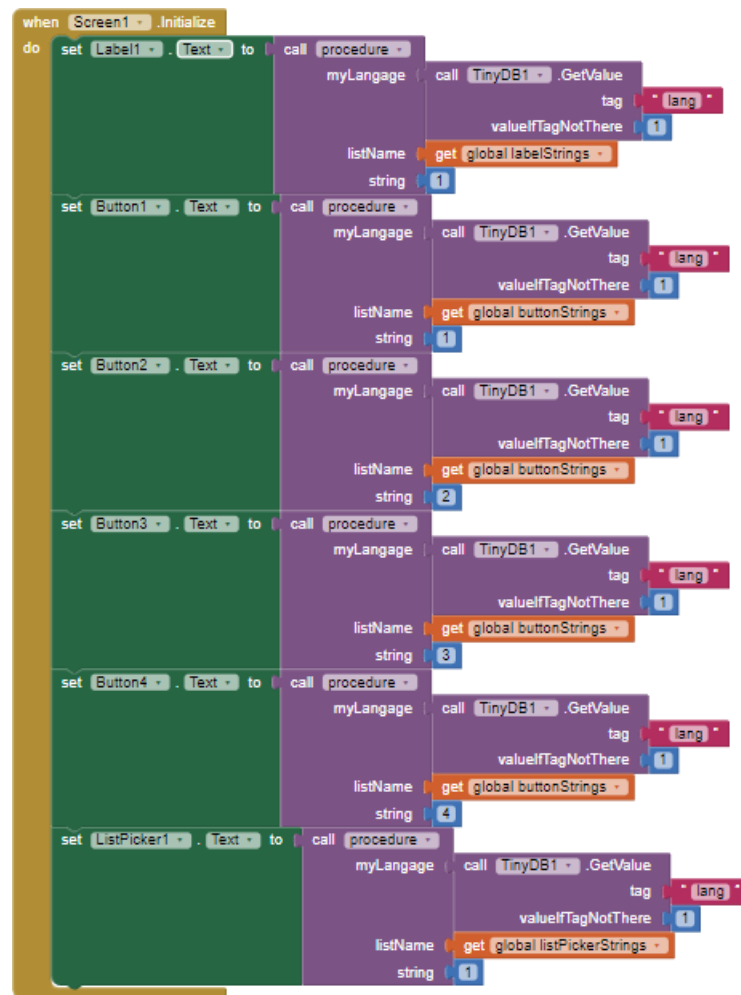 when Screen1 .Initialize
do set Label1 . Text to call procedure
myLangage call TinyDB1 .GetValue
tag " lang "
valueIfTagNotThere 1
listName get global labelStrings
string 1
set Button1 . Text to call procedure
myLangage call TinyDB1 .GetValue
tag " lang "
valueIfTagNotThere 1
listName get global buttonStrings
string 1
set Button2 . Text to call procedure
myLangage call TinyDB1 .GetValue
tag " lang "
valueIfTagNotThere 1
listName get global buttonStrings
string 2
set Button3 . Text to call procedure
myLangage call TinyDB1 .GetValue
tag " lang "
valueIfTagNotThere 1
listName get global buttonStrings
string 3
set Button4 . Text to call procedure
myLangage call TinyDB1 .GetValue
tag " lang "
valueIfTagNotThere 1
listName get global buttonStrings
string 4
set ListPicker1 . Text to call procedure
myLangage call TinyDB1 .GetValue
tag " lang "
valueIfTagNotThere 1
listName get global listPickerStrings
string 1